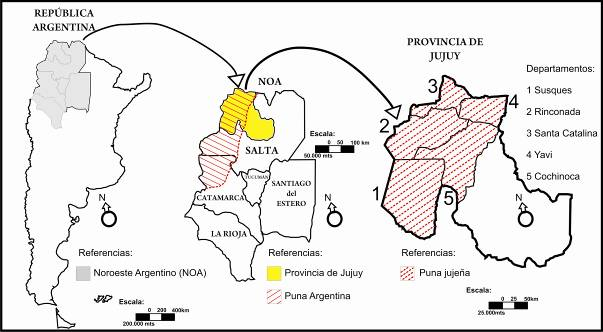 REPÚBLICA
ARGENTINA
N
Referencias:
Noroeste Argentino (NOA)
Escala:
0 200 400km
200.000 mts
NOA
Escala:
0 50 100 km
50.000 mts
SALTA
TUCUMÁN
CATAMARCA
SANTIAGO
del
ESTERO
LA RIOJA
N
Referencias:
Provincia de Jujuy
Puna Argentina
PROVINCIA DE
JUJUY
Departamentos:
1 Susques
2 Rinconada
3 Santa Catalina
4 Yavi
5 Cochinoca
3
4
2
1
5
N
Referencias:
Puna jujeña
Escala:
0 25 50km
25.000 mts